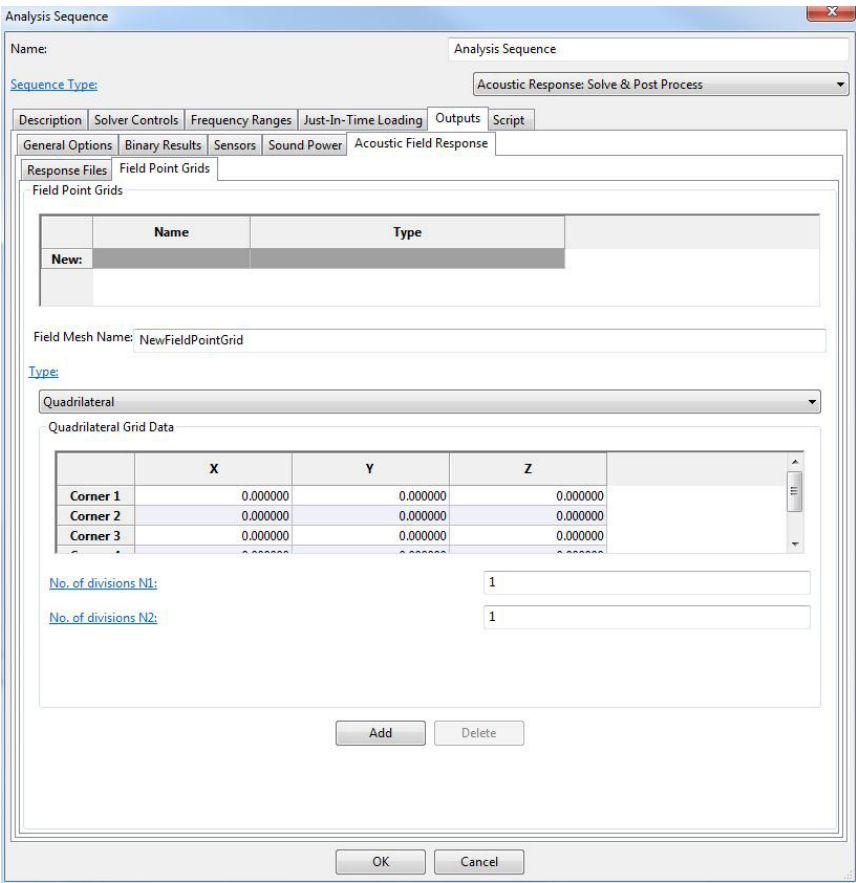 Analysis Sequence
Name: Analysis Sequence
Sequence Type: Acoustic Response: Solve & Post Process
Description Solver Controls Frequency Ranges Just-In-Time Loading Outputs Script
General Options Binary Results Sensors Sound Power Acoustic Field Response
Response Files Field Point Grids
Field Point Grids
Name Type
New:
Field Mesh Name: NewFieldPointGrid
Type:
Quadrilateral
Quadrilateral Grid Data
X Y Z
Corner 1 0.000000 0.000000 0.000000
Corner 2 0.000000 0.000000 0.000000
Corner 3 0.000000 0.000000 0.000000
No. of divisions N1: 1
No. of divisions N2: 1
Add Delete
OK Cancel